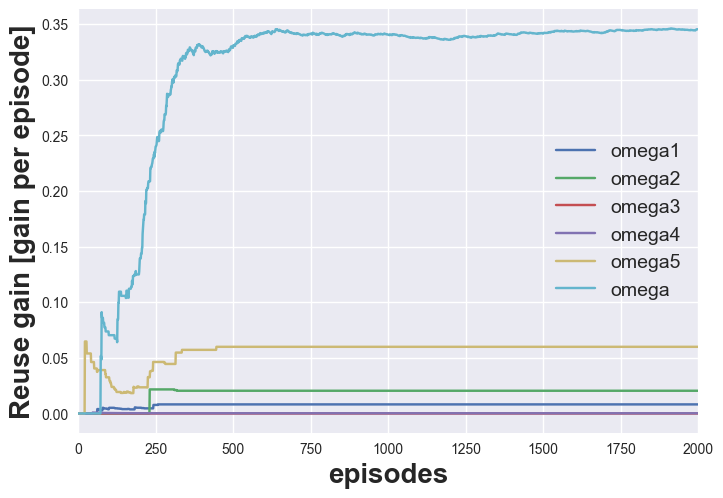 Reuse gain [gain per episode]
0.35
0.30
0.25
0.20
0.15
0.10
0.05
0.00
omega1
omega2
omega3
omega4
omega5
omega
0 250 500 750 1000 1250 1500 1750 2000
episodes